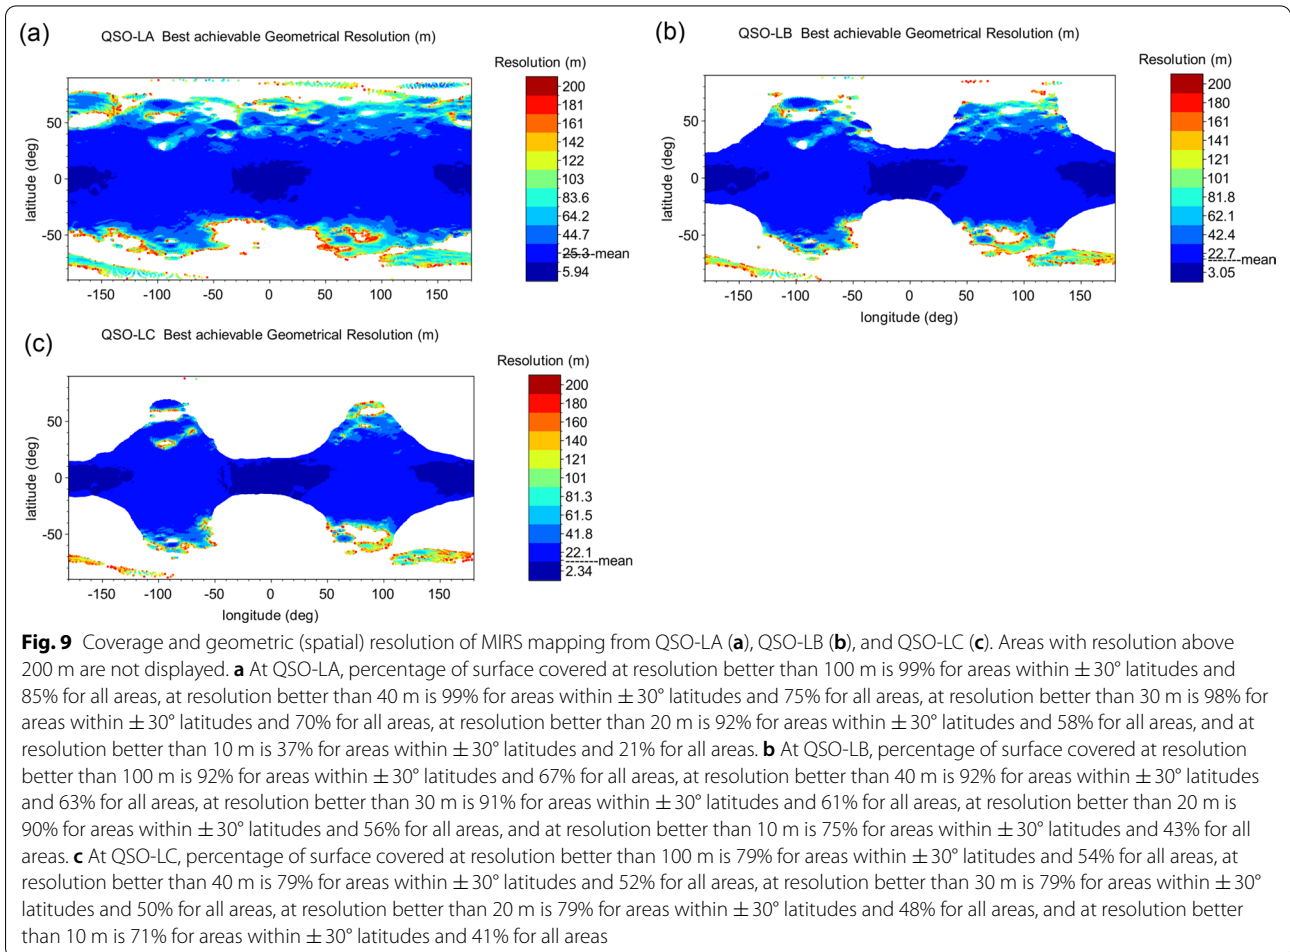 (a)
QSO-LA Best achievable Geometrical Resolution (m)
Resolution (m)
200
181
161
142
122
103
83.6
64.2
44.7
25.3
mean
5.94
latitude (deg)
50
0
-50
-150
-100
-50
0
50
100
150
(b)
QSO-LB Best achievable Geometrical Resolution (m)
Resolution (m)
200
180
160
141
121
101
81.8
62.1
42.4
22.7
mean
3.05
latitude (deg)
50
0
-50
-150
-100
-50
0
50
100
150
longitude (deg)
(c)
QSO-LC Best achievable Geometrical Resolution (m)
Resolution (m)
200
180
160
140
121
101
81.3
61.5
41.8
22.1
mean
2.34
latitude (deg)
50
0
-50
-150
-100
-50
0
50
100
150
longitude (deg)
Fig. 9 Coverage and geometric (spatial) resolution of MIRS mapping from QSO-LA (a), QSO-LB (b), and QSO-LC (c). Areas with resolution above
200 m are not displayed. a At QSO-LA, percentage of surface covered at resolution better than 100 m is 99% for areas within ±30° latitudes and
85% for all areas, at resolution better than 40 m is 99% for areas within ±30° latitudes and 75% for all areas, at resolution better than 30 m is 98% for
areas within ±30° latitudes and 70% for all areas, at resolution better than 20 m is 92% for areas within ±30° latitudes and 58% for all areas, and at
resolution better than 10 m is 37% for areas within ±30° latitudes and 21% for all areas. b At QSO-LB, percentage of surface covered at resolution
better than 100 m is 92% for areas within ±30° latitudes and 67% for all areas, at resolution better than 40 m is 92% for areas within ±30° latitudes
and 63% for all areas, at resolution better than 30 m is 91% for areas within ±30° latitudes and 61% for all areas, at resolution better than 20 m is
90% for areas within ±30° latitudes and 56% for all areas, and at resolution better than 10 m is 75% for areas within ±30° latitudes and 43% for all
areas. c At QSO-LC, percentage of surface covered at resolution better than 100 m is 79% for areas within ±30° latitudes and 54% for all areas, at
resolution better than 40 m is 79% for areas within ±30° latitudes and 52% for all areas, at resolution better than 30 m is 79% for areas within ±30°
latitudes and 50% for all areas, at resolution better than 20 m is 79% for areas within ±30° latitudes and 48% for all areas, and at resolution better
than 10 m is 71% for areas within ±30° latitudes and 41% for all areas